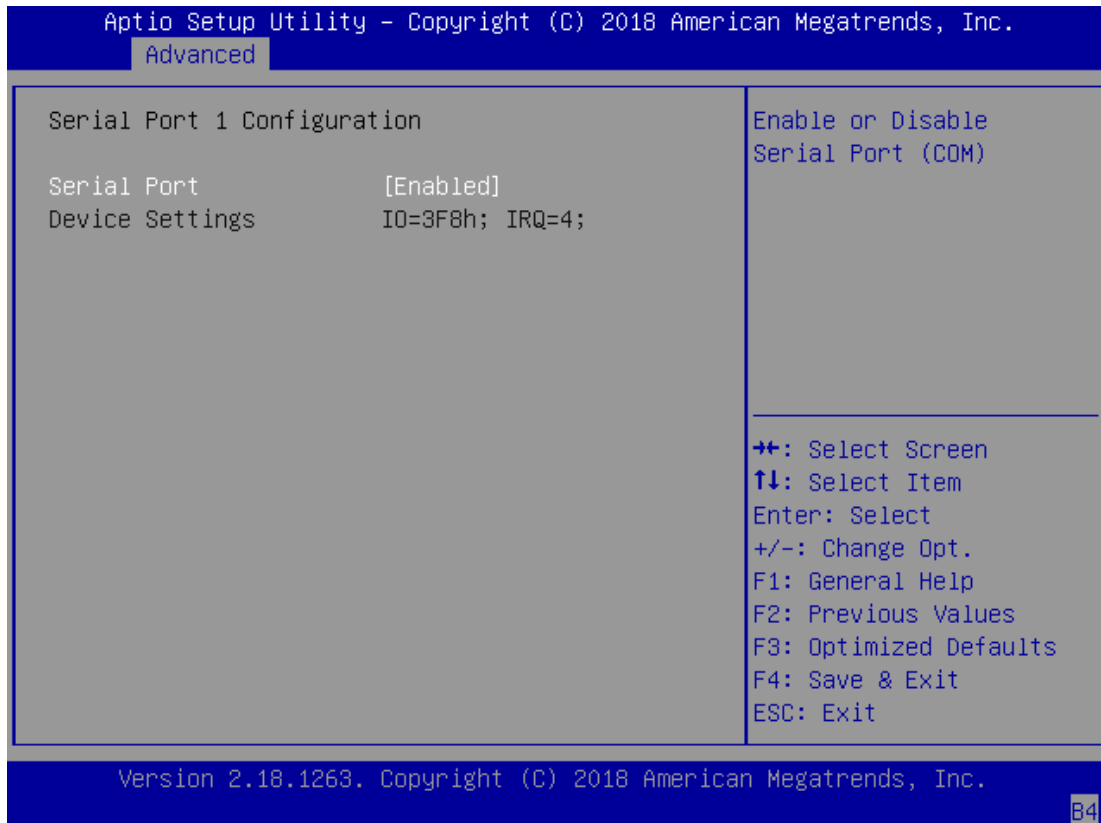 Aptio Setup Utility – Copyright (C) 2018 American Megatrends, Inc.
Advanced
Serial Port 1 Configuration
Serial Port [Enabled]
Device Settings IO=3F8h; IRQ=4;
Enable or Disable
Serial Port (COM)
→←: Select Screen
↑↓: Select Item
Enter: Select
+/-: Change Opt.
F1: General Help
F2: Previous Values
F3: Optimized Defaults
F4: Save & Exit
ESC: Exit
Version 2.18.1263. Copyright (C) 2018 American Megatrends, Inc.
B4